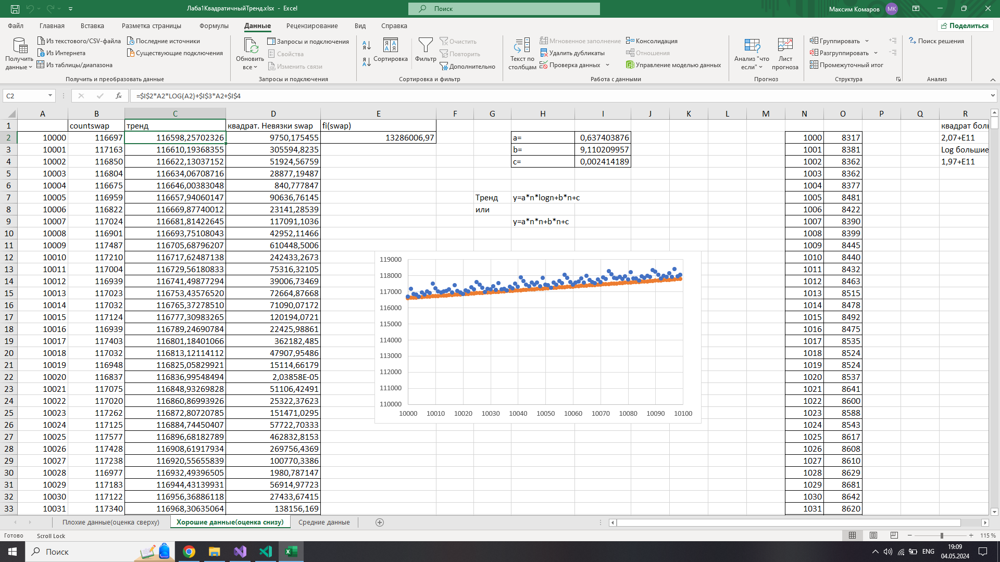 Лаба1КвадратичныйТренд.xlsx - Excel
Поиск
Максим Комаров
МК
Файл Главная Вставка Разметка страницы Формулы Данные Рецензирование Вид Справка
Поделиться
Получить данные
Из текстового/CSV-файла
Из Интернета
Из таблицы/диапазона
Последние источники
Существующие подключения
Получить и преобразовать данные
Обновить все
Запросы и подключения
Свойства
Изменить связи
Запросы и подключения
Сортировка
Фильтр
Очистить
Повторить
Дополнительно
Сортировка и фильтр
Текст по столбцам
Мгновенное заполнение
Удалить дубликаты
Проверка данных
Консолидация
Отношения
Управление моделью данных
Работа с данными
Анализ "что если"
Лист прогноза
Прогноз
Группировать
Разгруппировать
Промежуточный итог
Структура
Поиск решения
Анализ
C2
fx
=$I$2*A2*LOG(A2)+$I$3*A2+$I$4
A B C D E F G H I J K L M N O P Q R
1 countswap тренд квадрат. Невязки swap fi(swap) квадрат боль
2 10000 116697 116598,25702326 9750,175455 13286006,97 a= 0,637403876 1000 8317 2,07+E11
3 10001 117163 116610,19368355 305594,8235 b= 9,110209957 1001 8381 Log большие
4 10002 116850 116622,13037152 51924,56759 c= 0,002414189 1002 8362 1,97+E11
5 10003 116804 116634,06708716 28877,19487 1003 8362
6 10004 116675 116646,00383048 840,777847 1004 8377
7 10005 116959 116657,94060147 90636,76145 Тренд y=a*n*logn+b*n+c 1005 8481
8 10006 116822 116669,87740012 23141,28539 или 1006 8422
9 10007 117024 116681,81422645 117091,1036 y=a*n*n+b*n+c 1007 8390
10 10008 116901 116693,75108043 42952,11466 1008 8399
11 10009 117487 116705,68796207 610448,5006 1009 8445
12 10010 117210 116717,62487138 242433,2673 1010 8440
13 10011 117004 116729,56180833 75316,32105 1011 8432
14 10012 116939 116741,49877294 39006,73469 1012 8463
15 10013 117023 116753,43576520 72664,87668 1013 8515
16 10014 117032 116765,37278510 71090,07172 1014 8478
17 10015 117124 116777,30983265 120194,0721 1015 8492
18 10016 116939 116789,24690784 22425,98861 1016 8475
19 10017 117403 116801,18401066 362182,485 1017 8535
20 10018 117032 116813,12114112 47907,95486 1018 8524
21 10019 116948 116825,05829921 15114,66179 1019 8524
22 10020 116837 116836,99548494 2,03858E-05 1020 8537
23 10021 117075 116848,93269828 51106,42491 1021 8641
24 10022 117020 116860,86993926 25322,37623 1022 8600
25 10023 117262 116872,80720785 151471,0295 1023 8588
26 10024 117125 116884,74450407 57722,70333 1024 8543
27 10025 117577 116896,68182789 462832,8153 1025 8617
28 10026 117428 116908,61917934 269756,4369 1026 8608
29 10027 117238 116920,55655839 100770,3386 1027 8610
30 10028 116977 116932,49396505 1980,787147 1028 8629
31 10029 117183 116944,43139931 56914,97723 1029 8681
32 10030 117122 116956,36886118 27433,67415 1030 8642
33 10031 117340 116968,30635064 138156,169 1031 8620
119000
118000
117000
116000
115000
114000
113000
112000
111000
110000
10000 10010 10020 10030 10040 10050 10060 10070 10080 10090 10100
Плохие данные(оценка сверху) Хорошие данные(оценка снизу) Средние данные
Готово Scroll Lock 115 %
Поиск
ENG
19:09
04.05.2024